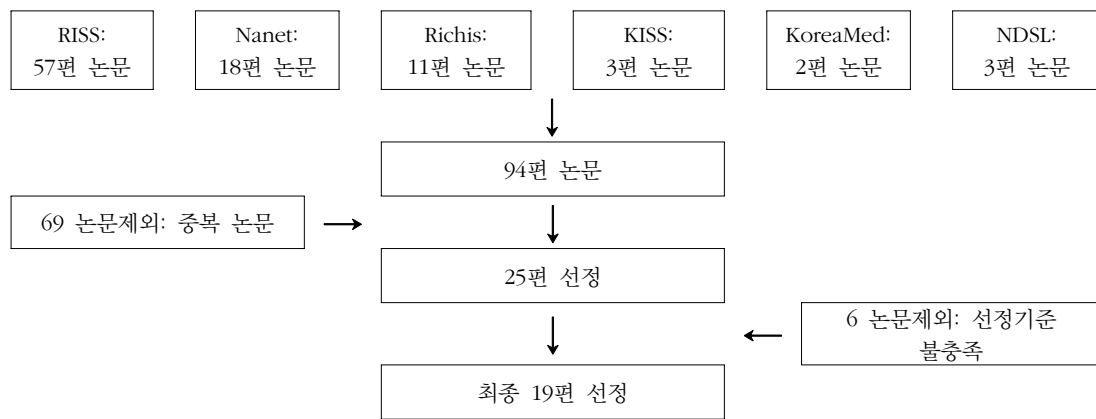 RISS:
57편 논문
Nanet:
18편 논문
Richis:
11편 논문
KISS:
3편 논문
KoreaMed:
2편 논문
NDSL:
3편 논문
94편 논문
69 논문제외: 중복 논문
25편 선정
6 논문제외: 선정기준
불충족
최종 19편 선정